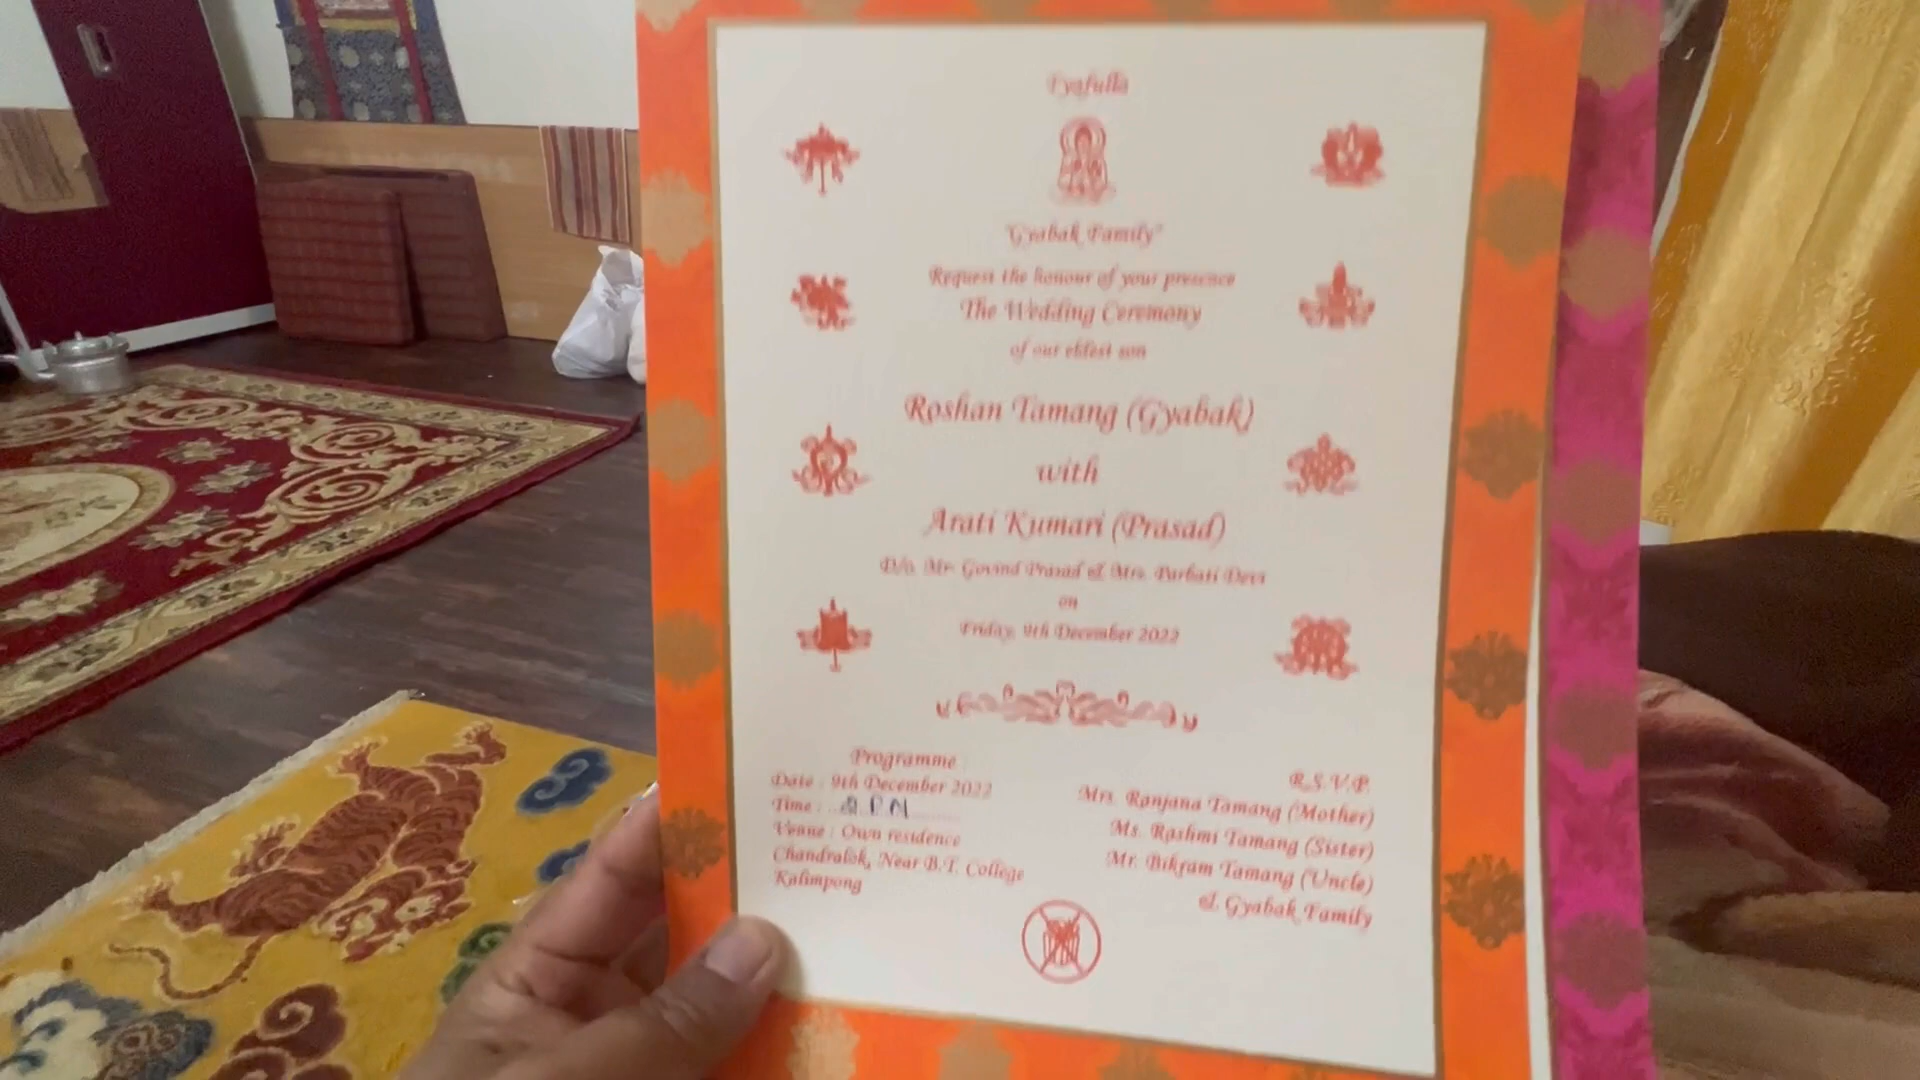 Fyafulla
"Gyabak Family"
Request the honour of your presence
The Wedding Ceremony
of our eldest son
Roshan Tamang (Gyabak)
with
Arati Kumari (Prasad)
D/o. Mr. Govind Prasad & Mrs. Parbati Devi
on
Friday, 9th December 2022
Programme
Date : 9th December 2022
Time :
Venue : Own residence
Chandralok, Near B.T. College
Kalimpong
R.S.V.P.
Mrs. Ranjana Tamang (Mother)
Ms. Rashmi Tamang (Sister)
Mr. Bikram Tamang (Uncle)
& Gyabak Family